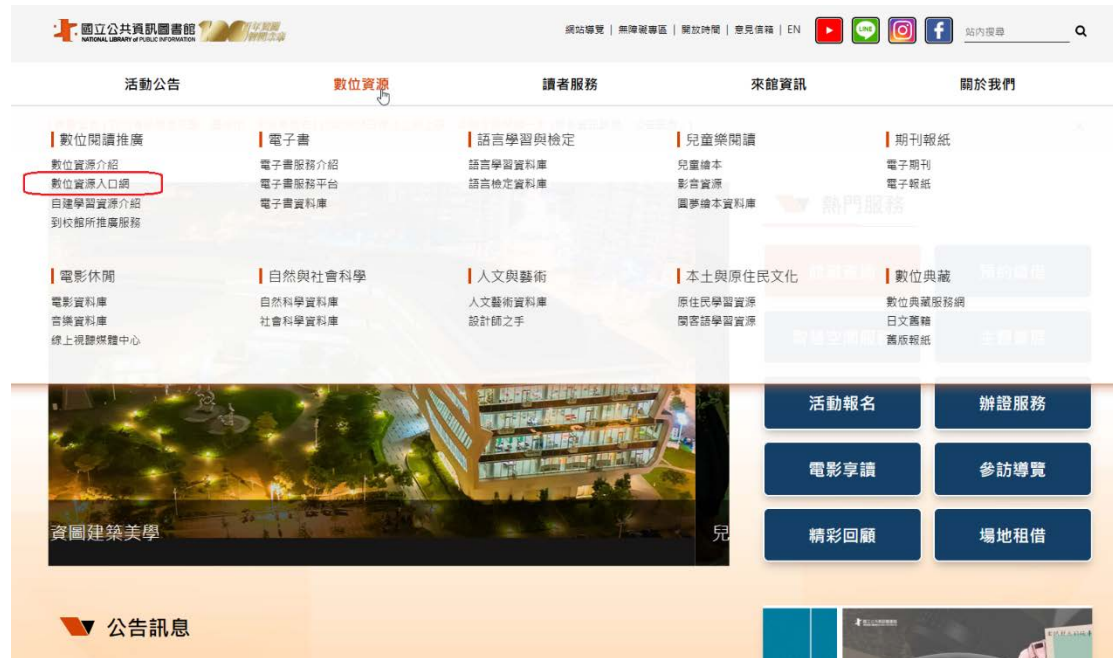 國立公共資訊圖書館
NATIONAL LIBRARY of PUBLIC INFORMATION
網站導覽 | 無障礙專區 | 開放時間 | 意見信箱 | EN
LINE
站內搜尋
活動公告
數位資源
讀者服務
來館資訊
關於我們
數位閱讀推廣
數位資源介紹
數位資源入口網
自建學習資源介紹
到校館所推廣服務
電子書
電子書服務介紹
電子書服務平台
電子書資料庫
語言學習與檢定
語言學習資料庫
語言檢定資料庫
兒童樂閱讀
兒童繪本
影音資源
圓夢繪本資料庫
期刊報紙
電子期刊
電子報紙
電影休閒
電影資料庫
音樂資料庫
線上視聽媒體中心
自然與社會科學
自然科學資料庫
社會科學資料庫
人文與藝術
人文藝術資料庫
設計師之手
本土與原住民文化
原住民學習資源
閩客語學習資源
數位典藏
數位典藏服務網
日文舊籍
舊版報紙
熱門服務
活動報名
辦證服務
電影享讀
參訪導覽
精彩回顧
場地租借
資圖建築美學
兒
公告訊息